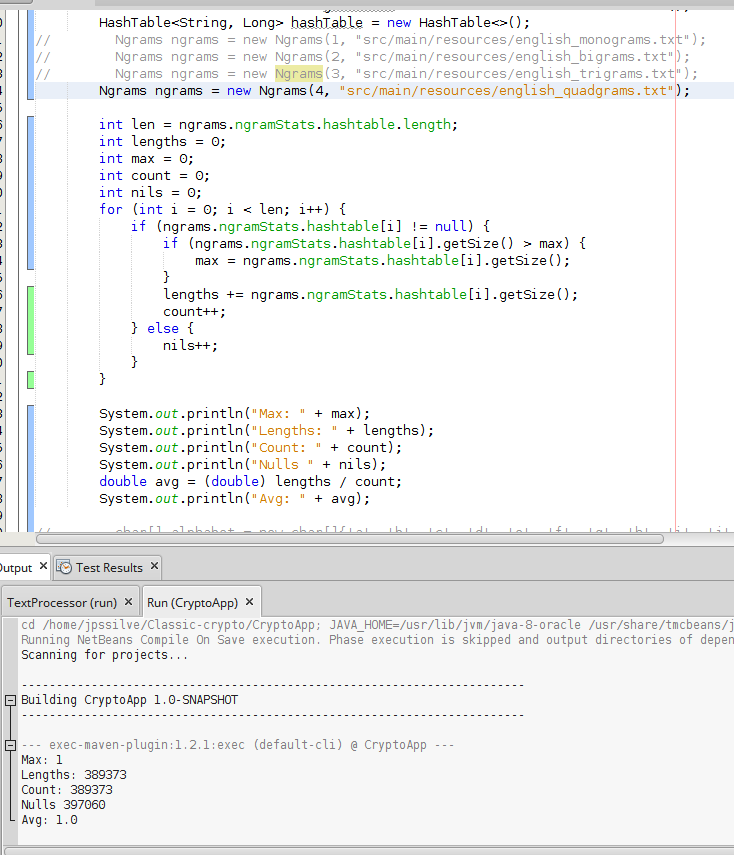 HashTable<String, Long> hashTable = new HashTable<>();
//        Ngrams ngrams = new Ngrams(1, "src/main/resources/english_monograms.txt");
//        Ngrams ngrams = new Ngrams(2, "src/main/resources/english_bigrams.txt");
//        Ngrams ngrams = new Ngrams(3, "src/main/resources/english_trigrams.txt");
Ngrams ngrams = new Ngrams(4, "src/main/resources/english_quadgrams.txt");
int len = ngrams.ngramStats.hashtable.length;
int lengths = 0;
int max = 0;
int count = 0;
int nils = 0;
for (int i = 0; i < len; i++) {
if (ngrams.ngramStats.hashtable[i] != null) {
if (ngrams.ngramStats.hashtable[i].getSize() > max) {
max = ngrams.ngramStats.hashtable[i].getSize();
}
lengths += ngrams.ngramStats.hashtable[i].getSize();
count++;
} else {
nils++;
}
}
System.out.println("Max: " + max);
System.out.println("Lengths: " + lengths);
System.out.println("Count: " + count);
System.out.println("Nulls " + nils);
double avg = (double) lengths / count;
System.out.println("Avg: " + avg);
Output × Test Results ×
TextProcessor (run) × Run (CryptoApp) ×
cd /home/jpssilve/Classic-crypto/CryptoApp; JAVA_HOME=/usr/lib/jvm/java-8-oracle /usr/share/tmcbeans/j
Running NetBeans Compile On Save execution. Phase execution is skipped and output directories of depen
Scanning for projects...
------------------------------------------------------------------------
Building CryptoApp 1.0-SNAPSHOT
------------------------------------------------------------------------
--- exec-maven-plugin:1.2.1:exec (default-cli) @ CryptoApp ---
Max: 1
Lengths: 389373
Count: 389373
Nulls 397060
Avg: 1.0